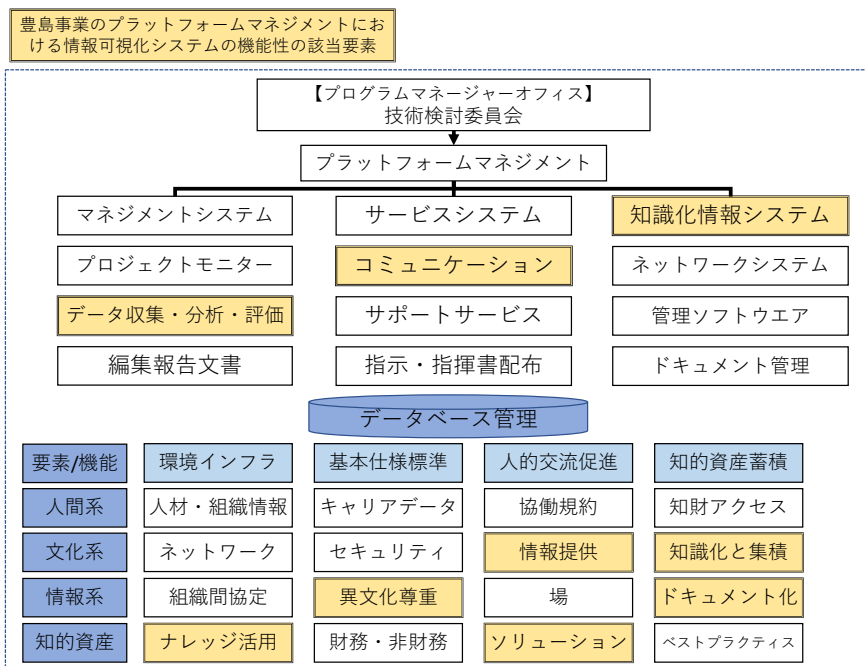 豊島事業のプラットフォームマネジメントにお
ける情報可視化システムの機能性の該当要素
【プログラムマネージャーオフィス】
技術検討委員会
プラットフォームマネジメント
マネジメントシステム
サービスシステム
知識化情報システム
プロジェクトモニター
コミュニケーション
ネットワークシステム
データ収集・分析・評価
サポートサービス
管理ソフトウエア
編集報告文書
指示・指揮書配布
ドキュメント管理
データベース管理
要素/機能
環境インフラ
基本仕様標準
人的交流促進
知的資産蓄積
人間系
人材・組織情報
キャリアデータ
協働規約
知財アクセス
文化系
ネットワーク
セキュリティ
情報提供
知識化と集積
情報系
組織間協定
異文化尊重
場
ドキュメント化
知的資産
ナレッジ活用
財務・非財務
ソリューション
ベストプラクティス